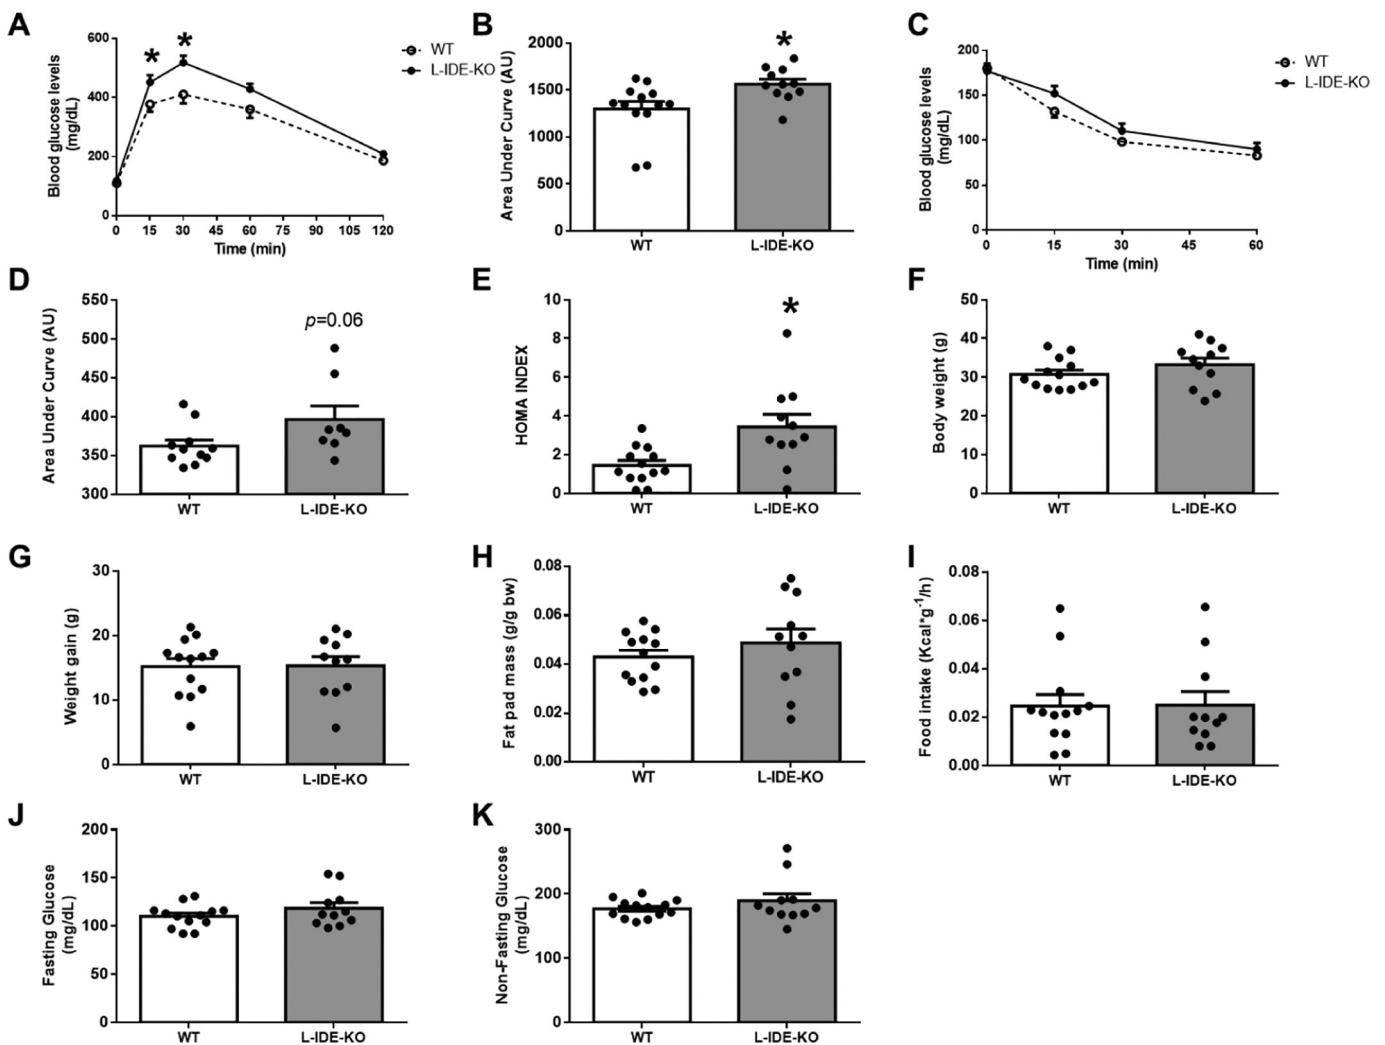 A
Blood glucose levels
(mg/dL)
600
400
200
0
*
*
WT
L-IDE-KO
0 15 30 45 60 75 90 105 120
Time (min)
B
Area Under Curve (AU)
2000
1500
1000
500
0
*
WT L-IDE-KO
C
Blood glucose levels
(mg/dL)
200
150
100
50
0
WT
L-IDE-KO
0 15 30 45 60
Time (min)
D
Area Under Curve (AU)
550
500
450
400
350
300
p=0.06
WT L-IDE-KO
E
HOMA INDEX
10
8
6
4
2
0
*
WT L-IDE-KO
F
Body weight (g)
50
40
30
20
10
0
WT L-IDE-KO
G
Weight gain (g)
30
20
10
0
WT L-IDE-KO
H
Fat pad mass (g/g bw)
0.08
0.06
0.04
0.02
0.00
WT L-IDE-KO
I
Food intake (Kcal*g⁻¹/h)
0.08
0.06
0.04
0.02
0.00
WT L-IDE-KO
J
Fasting Glucose
(mg/dL)
200
150
100
50
0
WT L-IDE-KO
K
Non-Fasting Glucose
(mg/dL)
300
200
100
0
WT L-IDE-KO